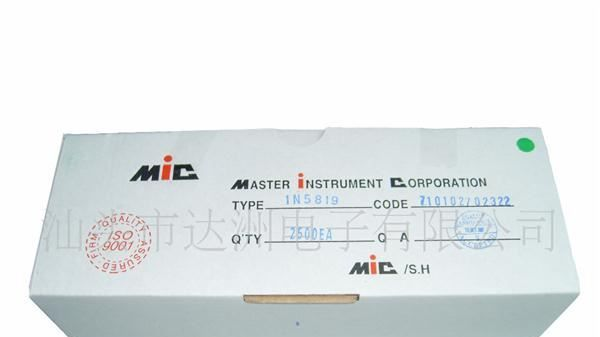 MiC
MASTER INSTRUMENT CORPORATION
TYPE 1N5819 CODE 710102/02322
Q'TY 2500EA Q A
MiC /S.H
QUALITY ASSURED FIRM
ISO
9001
汕头市达洲电子有限公司